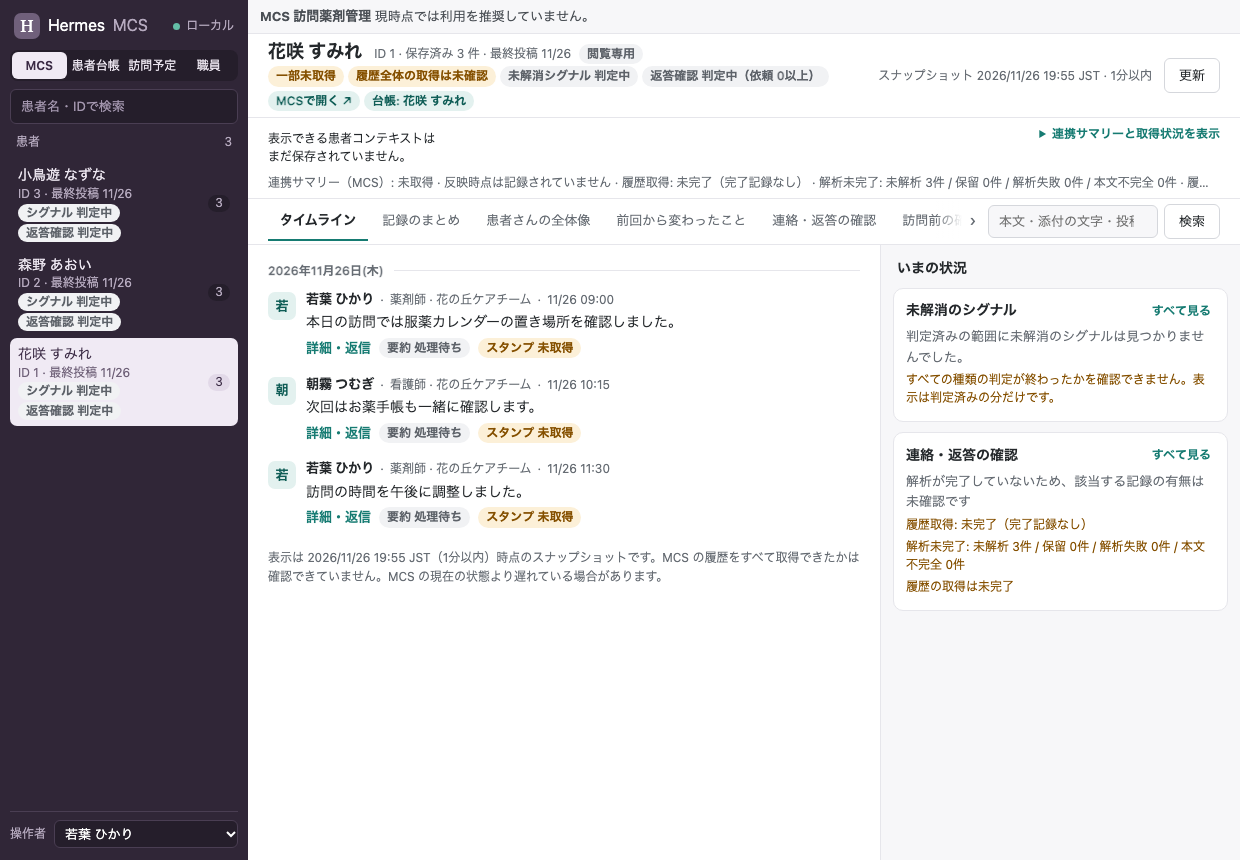 H Hermes MCS ローカル
MCS 患者台帳 訪問予定 職員
患者名・IDで検索
患者 3
小鳥遊 なずな
ID 3 · 最終投稿 11/26
3
シグナル 判定中
返答確認 判定中
森野 あおい
ID 2 · 最終投稿 11/26
3
シグナル 判定中
返答確認 判定中
花咲 すみれ
ID 1 · 最終投稿 11/26
3
シグナル 判定中
返答確認 判定中
操作者 若葉 ひかり
MCS 訪問薬剤管理 現時点では利用を推奨していません。
花咲 すみれ ID 1 · 保存済み 3 件 · 最終投稿 11/26 閲覧専用
一部未取得 履歴全体の取得は未確認 未解消シグナル 判定中 返答確認 判定中（依頼 0以上）
MCSで開く ↗ 台帳: 花咲 すみれ
スナップショット 2026/11/26 19:55 JST · 1分以内 更新
表示できる患者コンテキストは
まだ保存されていません。
▶ 連携サマリーと取得状況を表示
連携サマリー（MCS）: 未取得 · 反映時点は記録されていません · 履歴取得: 未完了（完了記録なし） · 解析未完了: 未解析 3件 / 保留 0件 / 解析失敗 0件 / 本文不完全 0件 · 履...
タイムライン 記録のまとめ 患者さんの全体像 前回から変わったこと 連絡・返答の確認 訪問前の › 本文・添付の文字・投稿 検索
2026年11月26日(木)
若 若葉 ひかり · 薬剤師 · 花の丘ケアチーム · 11/26 09:00
本日の訪問では服薬カレンダーの置き場所を確認しました。
詳細・返信 要約 処理待ち スタンプ 未取得
朝 朝霧 つむぎ · 看護師 · 花の丘ケアチーム · 11/26 10:15
次回はお薬手帳も一緒に確認します。
詳細・返信 要約 処理待ち スタンプ 未取得
若 若葉 ひかり · 薬剤師 · 花の丘ケアチーム · 11/26 11:30
訪問の時間を午後に調整しました。
詳細・返信 要約 処理待ち スタンプ 未取得
表示は 2026/11/26 19:55 JST（1分以内）時点のスナップショットです。MCS の履歴をすべて取得できたかは
確認できていません。MCS の現在の状態より遅れている場合があります。
いまの状況
未解消のシグナル すべて見る
判定済みの範囲に未解消のシグナルは見つかりませ
んでした。
すべての種類の判定が終わったかを確認できません。表
示は判定済みの分だけです。
連絡・返答の確認 すべて見る
解析が完了していないため、該当する記録の有無は
未確認です
履歴取得: 未完了（完了記録なし）
解析未完了: 未解析 3件 / 保留 0件 / 解析失敗 0件 / 本文
不完全 0件
履歴の取得は未完了